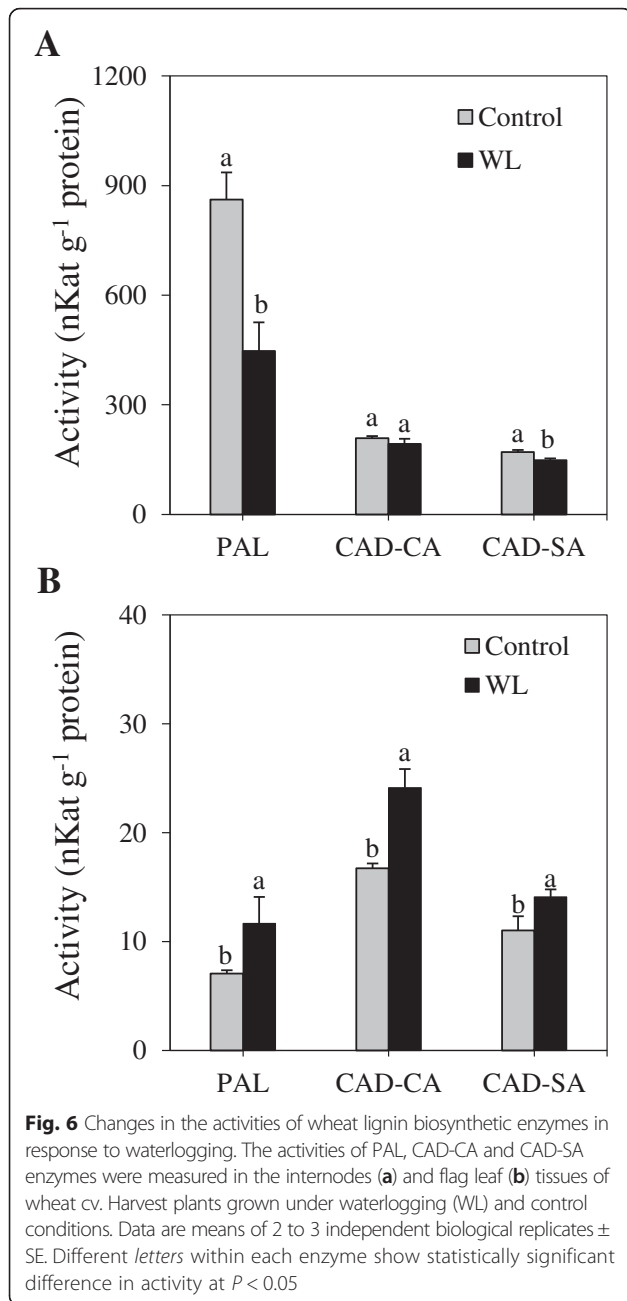 A
1200
900
600
300
0
Activity (nKat g-1 protein)
Control
WL
a
b
a
a
a
b
PAL CAD-CA CAD-SA
B
40
30
20
10
0
Activity (nKat g-1 protein)
Control
WL
b
a
b
a
b
a
PAL CAD-CA CAD-SA
Fig. 6 Changes in the activities of wheat lignin biosynthetic enzymes in
response to waterlogging. The activities of PAL, CAD-CA and CAD-SA
enzymes were measured in the internodes (a) and flag leaf (b) tissues of
wheat cv. Harvest plants grown under waterlogging (WL) and control
conditions. Data are means of 2 to 3 independent biological replicates ±
SE. Different letters within each enzyme show statistically significant
difference in activity at P < 0.05